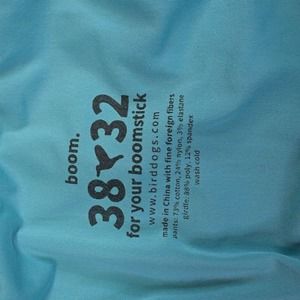 boom.
38 32
for your boomstick
www.birddogs.com
made in China with fine foreign fibers
pants: 73% cotton, 24% nylon, 3% elastane
girdle: 88% poly, 12% spandex
wash cold